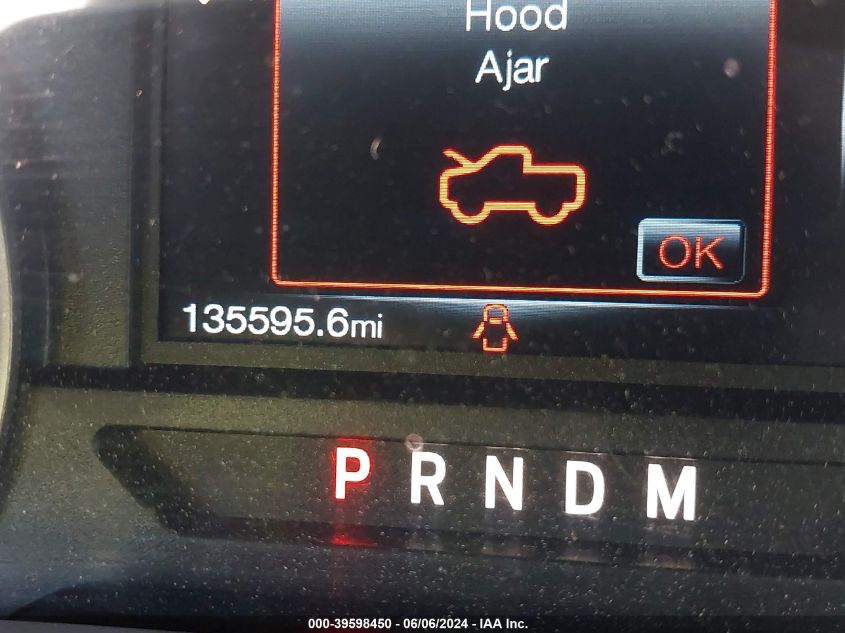 Hood
Ajar
OK
135595.6mi
P R N D M
000-39598450 - 06/06/2024 - IAA Inc.